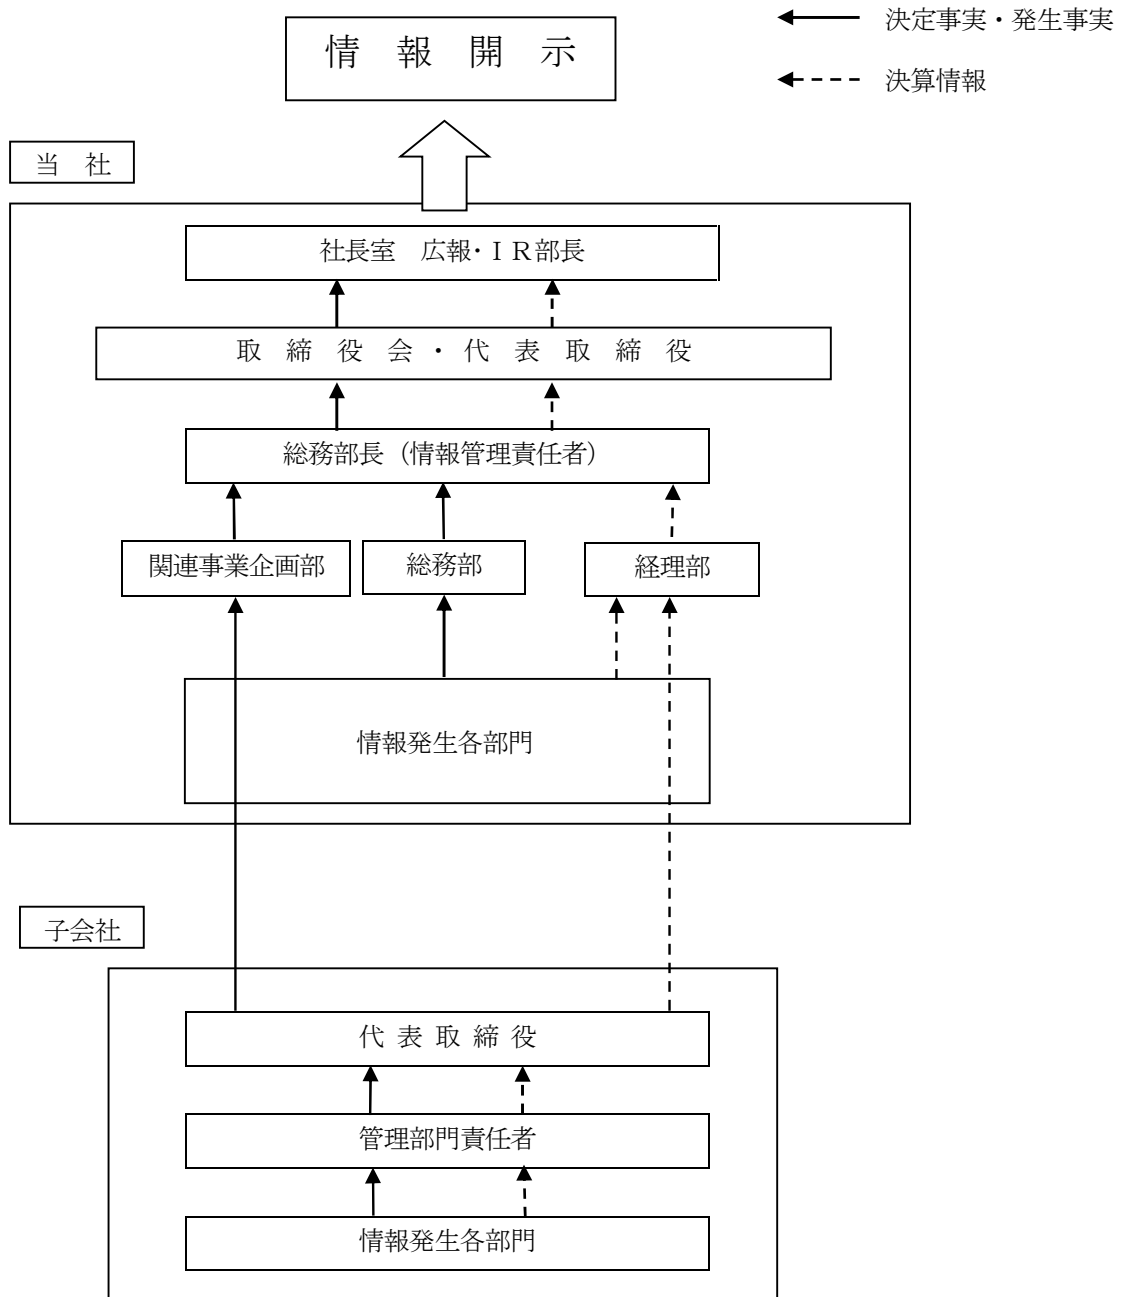 情　報　開　示
決定事実・発生事実
決算情報
当　社
社長室　広報・ＩＲ部長
取　締　役　会　・　代　表　取　締　役
総務部長（情報管理責任者）
関連事業企画部
総務部
経理部
情報発生各部門
子会社
代 表 取 締 役
管理部門責任者
情報発生各部門